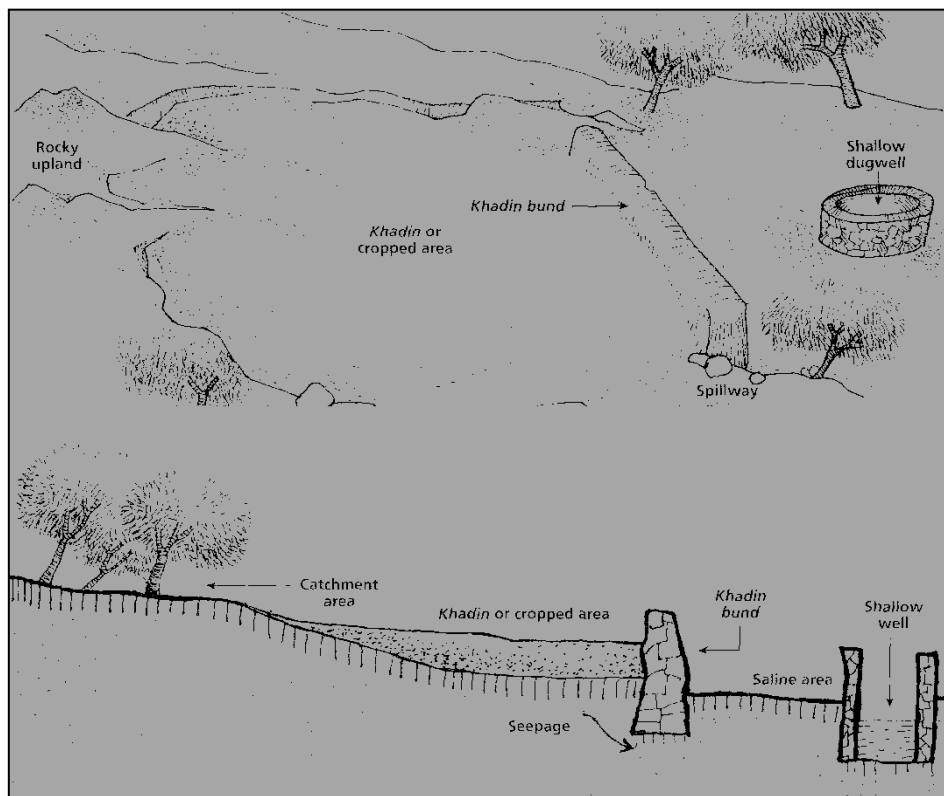 Rocky
upland
Shallow
dugwell
Khadin bund
Khadin or
cropped area
Spillway
Catchment
area
Khadin or cropped area
Khadin
bund
Shallow
well
Saline area
Seepage